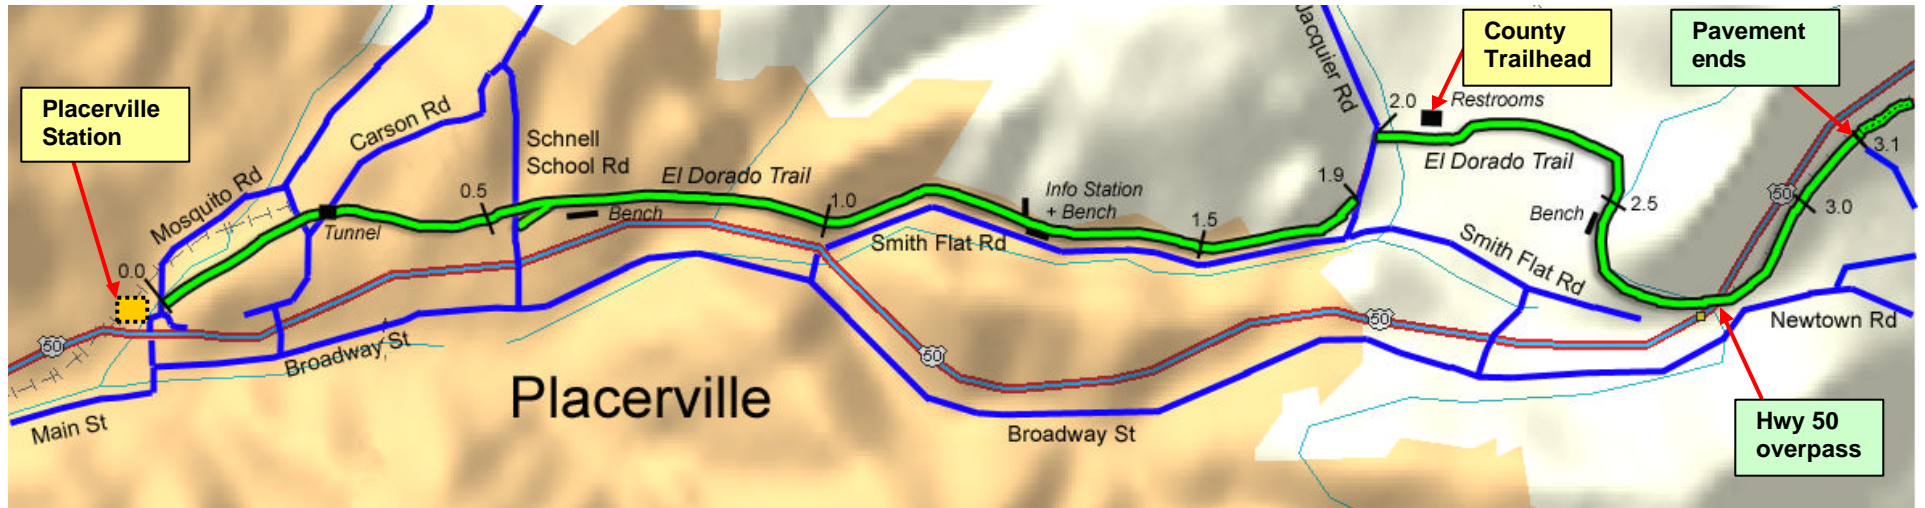 Placerville
Station
Mosquito Rd
0.0
Carson Rd
Tunnel
0.5
Schnell
School Rd
El Dorado Trail
Bench
1.0
Smith Flat Rd
Info Station
+ Bench
1.5
1.9
Jacquier Rd
2.0
County
Trailhead
Restrooms
El Dorado Trail
Bench
2.5
Smith Flat Rd
Pavement
ends
3.1
3.0
50
Newtown Rd
Hwy 50
overpass
50
Main St
Broadway St
Placerville
50
Broadway St
50